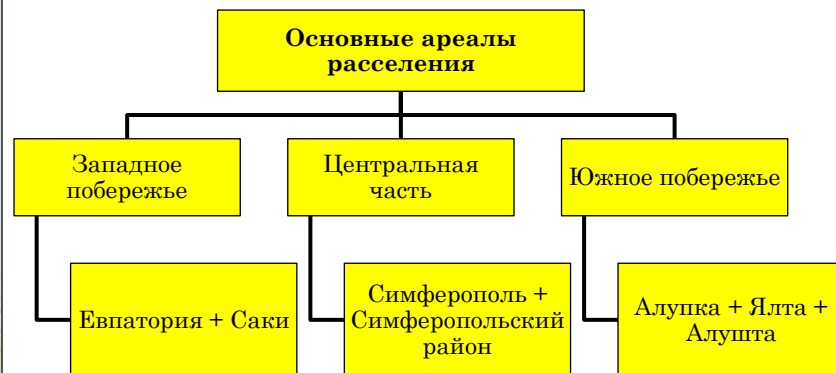 Основные ареалы
расселения
Западное
побережье
Центральная
часть
Южное побережье
Евпатория + Саки
Симферополь +
Симферопольский
район
Алупка + Ялта +
Алушта